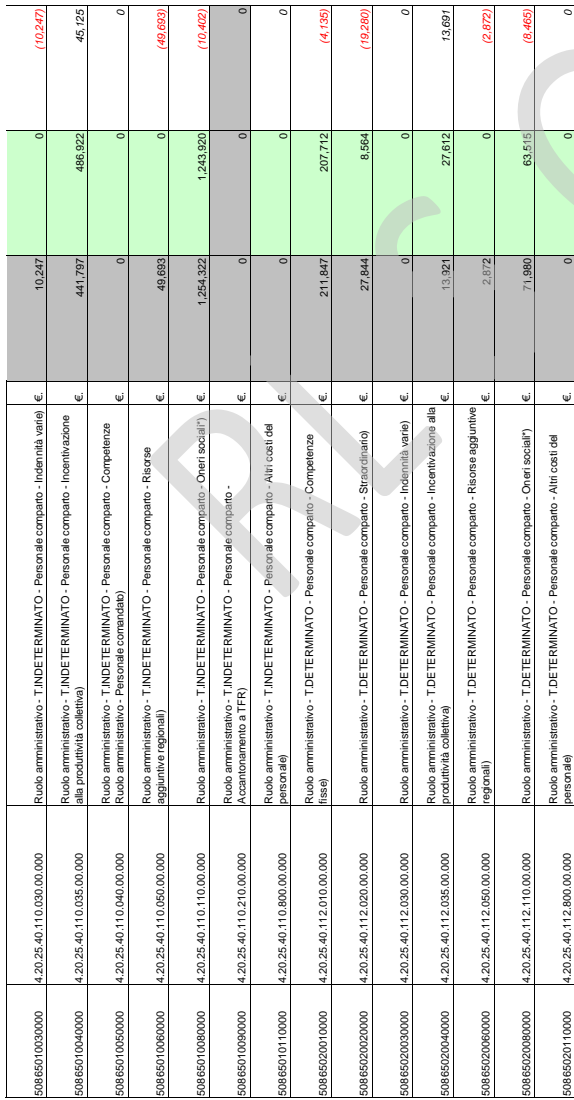 50865010030000 4.20.25.40.110.030.00.000 Ruolo amministrativo - T.INDETERMINATO - Personale comparto - Indennità varie) €. 10,247 0 (10,247)
50865010040000 4.20.25.40.110.035.00.000 Ruolo amministrativo - T.INDETERMINATO - Personale comparto - Incentivazione
alla produttività collettiva) €. 441,797 486,922 45,125
50865010050000 4.20.25.40.110.040.00.000 Ruolo amministrativo - T.INDETERMINATO - Personale comparto - Competenze
Ruolo amministrativo - Personale comandato) €. 0 0 0
50865010060000 4.20.25.40.110.050.00.000 Ruolo amministrativo - T.INDETERMINATO - Personale comparto - Risorse
aggiuntive regionali) €. 49,693 0 (49,693)
50865010080000 4.20.25.40.110.110.00.000 Ruolo amministrativo - T.INDETERMINATO - Personale comparto - Oneri sociali*) €. 1,254,322 1,243,920 (10,402)
50865010090000 4.20.25.40.110.210.00.000 Ruolo amministrativo - T.INDETERMINATO - Personale comparto -
Accantonamento a TFR) €. 0 0 0
50865010110000 4.20.25.40.110.800.00.000 Ruolo amministrativo - T.INDETERMINATO - Personale comparto - Altri costi del
personale) €. 0 0 0
50865020010000 4.20.25.40.112.010.00.000 Ruolo amministrativo - T.DETERMINATO - Personale comparto - Competenze
fisse) €. 211,847 207,712 (4,135)
50865020020000 4.20.25.40.112.020.00.000 Ruolo amministrativo - T.DETERMINATO - Personale comparto - Straordinario) €. 27,844 8,564 (19,280)
50865020030000 4.20.25.40.112.030.00.000 Ruolo amministrativo - T.DETERMINATO - Personale comparto - Indennità varie) €. 0 0 0
50865020040000 4.20.25.40.112.035.00.000 Ruolo amministrativo - T.DETERMINATO - Personale comparto - Incentivazione alla
produttività collettiva) €. 13,921 27,612 13,691
50865020060000 4.20.25.40.112.050.00.000 Ruolo amministrativo - T.DETERMINATO - Personale comparto - Risorse aggiuntive
regionali) €. 2,872 0 (2,872)
50865020080000 4.20.25.40.112.110.00.000 Ruolo amministrativo - T.DETERMINATO - Personale comparto - Oneri sociali*) €. 71,980 63,515 (8,465)
50865020110000 4.20.25.40.112.800.00.000 Ruolo amministrativo - T.DETERMINATO - Personale comparto - Altri costi del
personale) €. 0 0 0